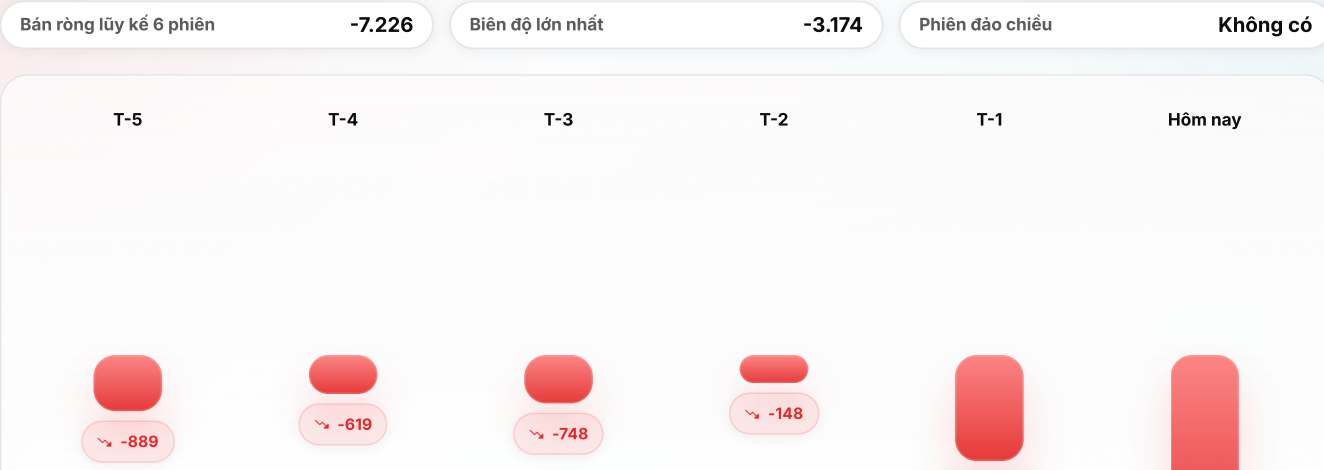 Bán ròng lũy kế 6 phiên -7.226
Biên độ lớn nhất -3.174
Phiên đảo chiều Không có
T-5 T-4 T-3 T-2 T-1 Hôm nay
-889 -619 -748 -148